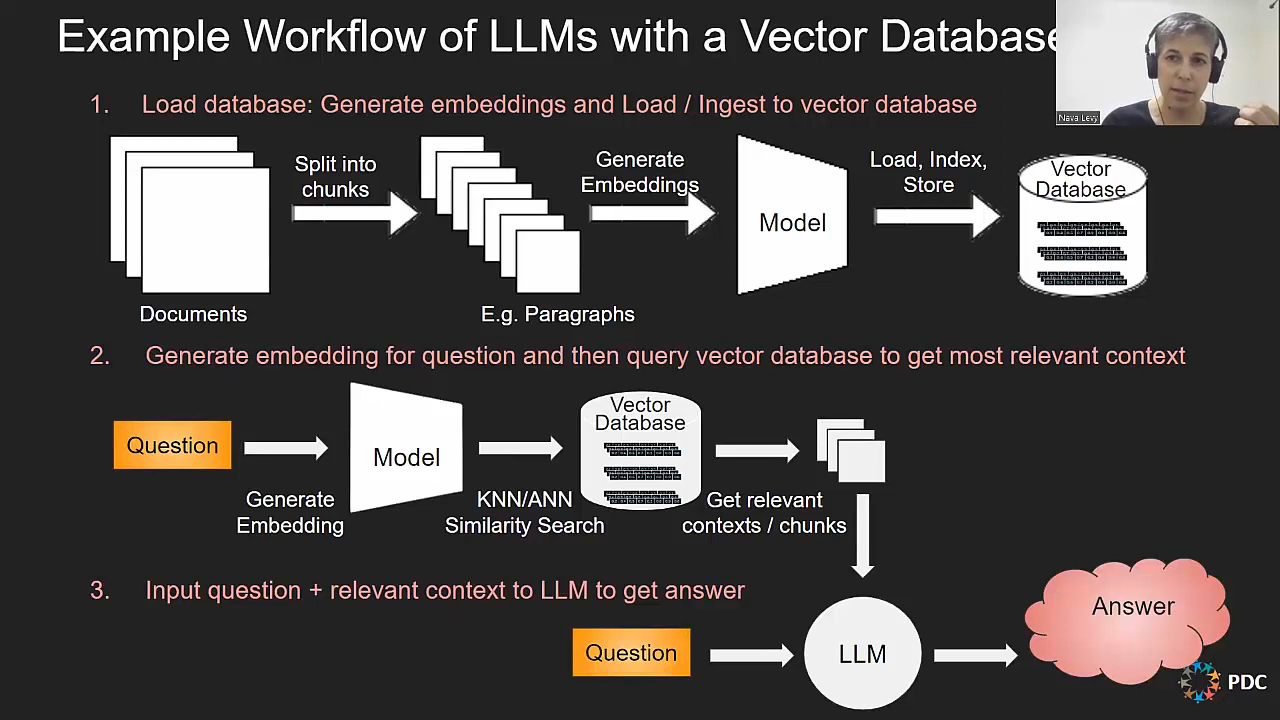 Example Workflow of LLMs with a Vector Database
Nava Levy
1. Load database: Generate embeddings and Load / Ingest to vector database
Split into
chunks
Generate
Embeddings
Load, Index,
Store
Vector
Database
Model
Documents
E.g. Paragraphs
2. Generate embedding for question and then query vector database to get most relevant context
Question
Generate
Embedding
Model
KNN/ANN
Similarity Search
Vector
Database
Get relevant
contexts / chunks
3. Input question + relevant context to LLM to get answer
Question
LLM
Answer
PDC